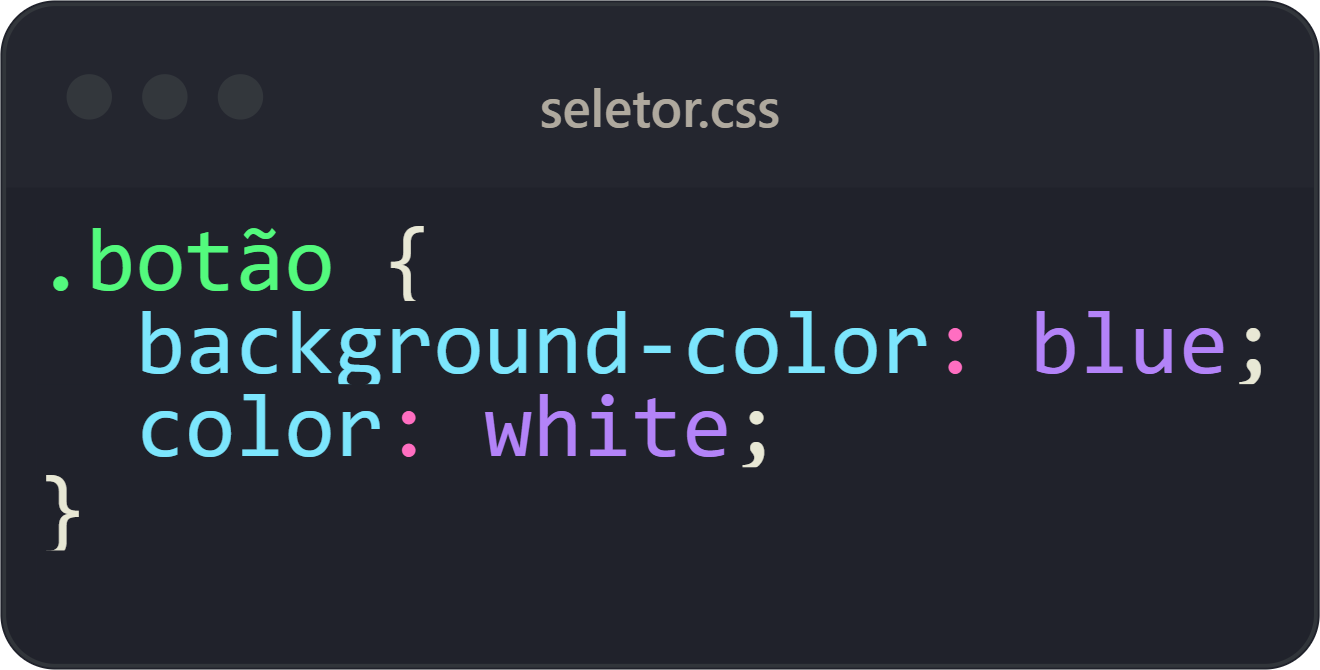 seletor.css
.botão {
  background-color: blue;
  color: white;
}